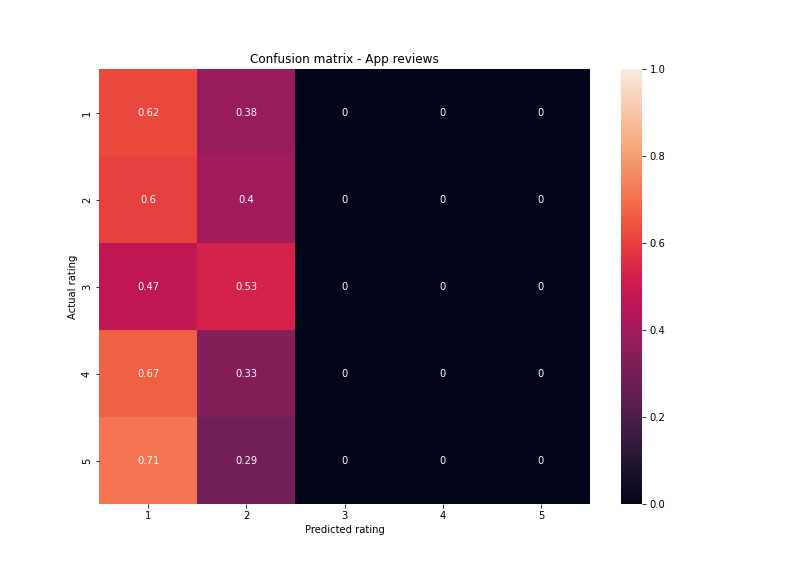 Confusion matrix - App reviews
1.0
1 0.62 0.38 0 0 0
0.8
2 0.6 0.4 0 0 0
0.6
Actual rating
3 0.47 0.53 0 0 0
0.4
4 0.67 0.33 0 0 0
0.2
5 0.71 0.29 0 0 0
0.0
1 2 3 4 5
Predicted rating